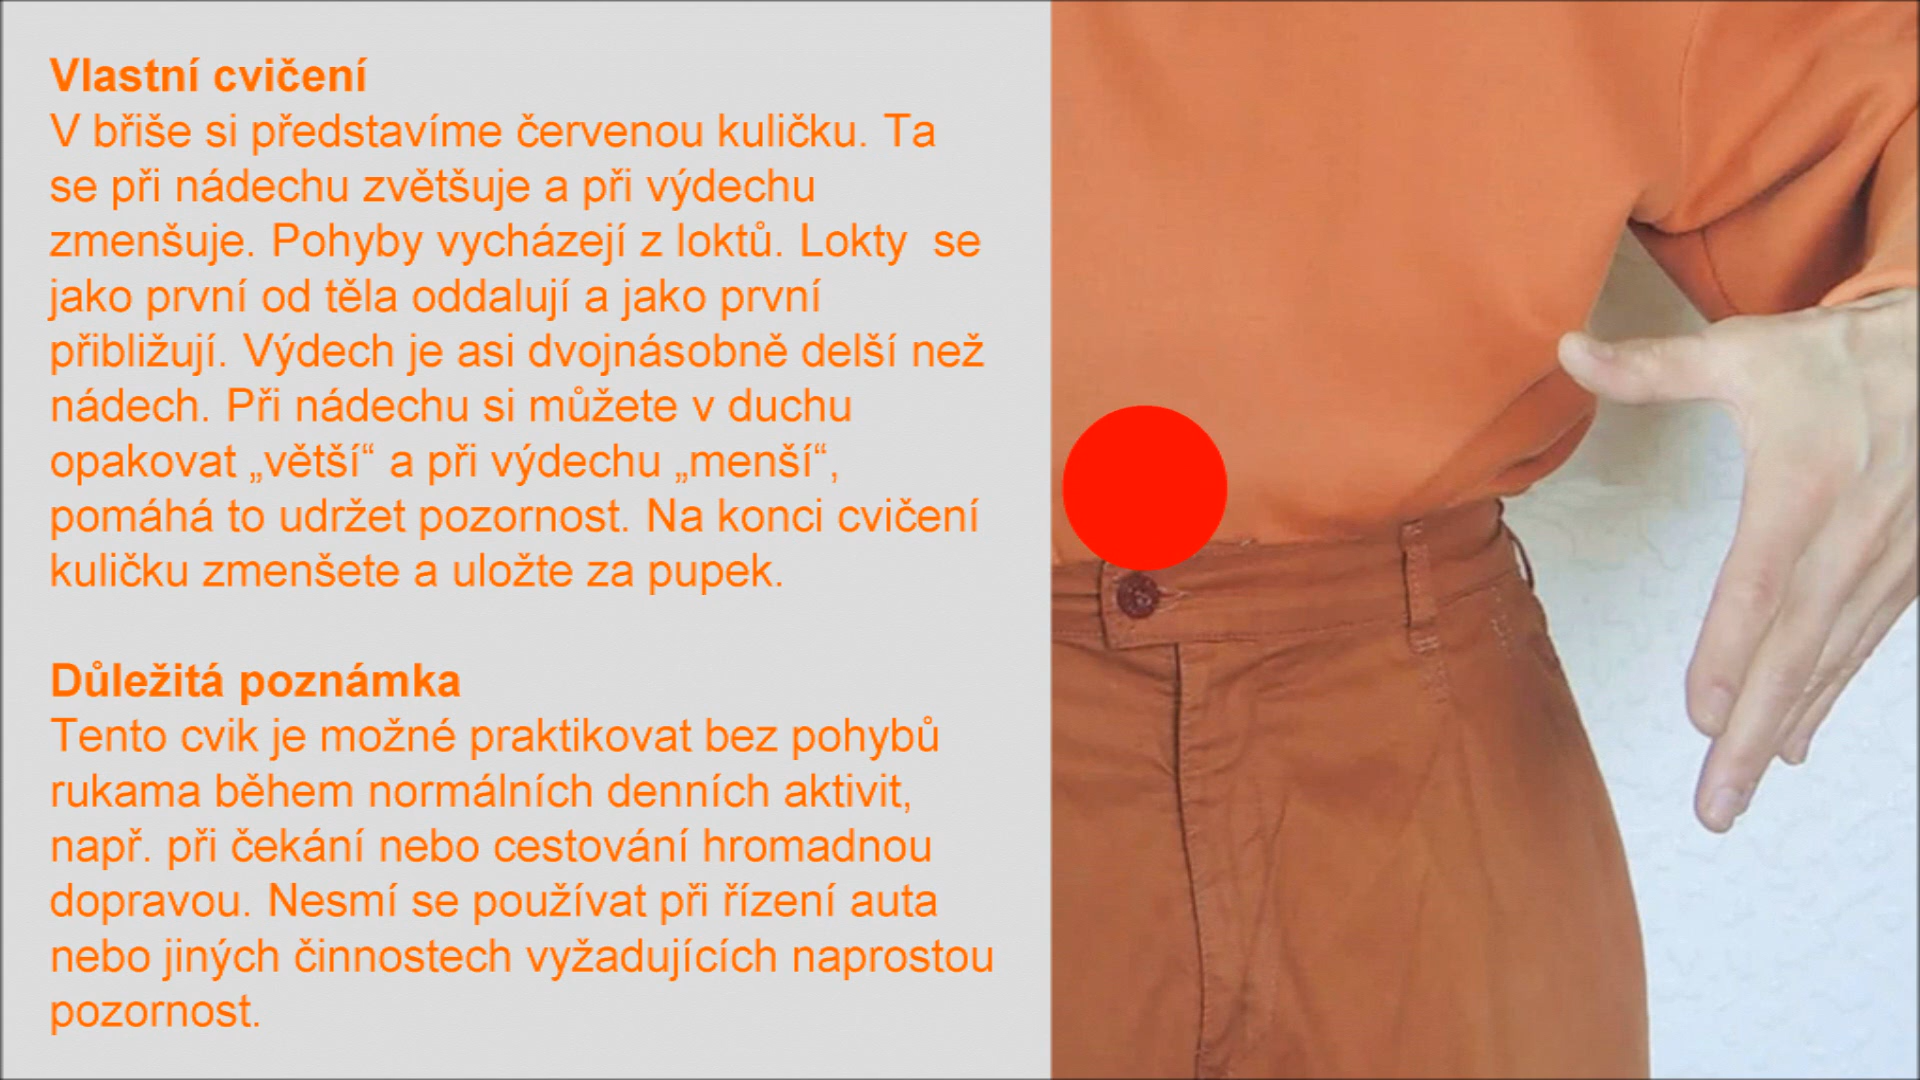 Vlastní cvičení
V břiše si představíme červenou kuličku. Ta
se při nádechu zvětšuje a při výdechu
zmenšuje. Pohyby vycházejí z loktů. Lokty  se
jako první od těla oddalují a jako první
přibližují. Výdech je asi dvojnásobně delší než
nádech. Při nádechu si můžete v duchu
opakovat „větší“ a při výdechu „menší“,
pomáhá to udržet pozornost. Na konci cvičení
kuličku zmenšete a uložte za pupek.
Důležitá poznámka
Tento cvik je možné praktikovat bez pohybů
rukama během normálních denních aktivit,
např. při čekání nebo cestování hromadnou
dopravou. Nesmí se používat při řízení auta
nebo jiných činnostech vyžadujících naprostou
pozornost.